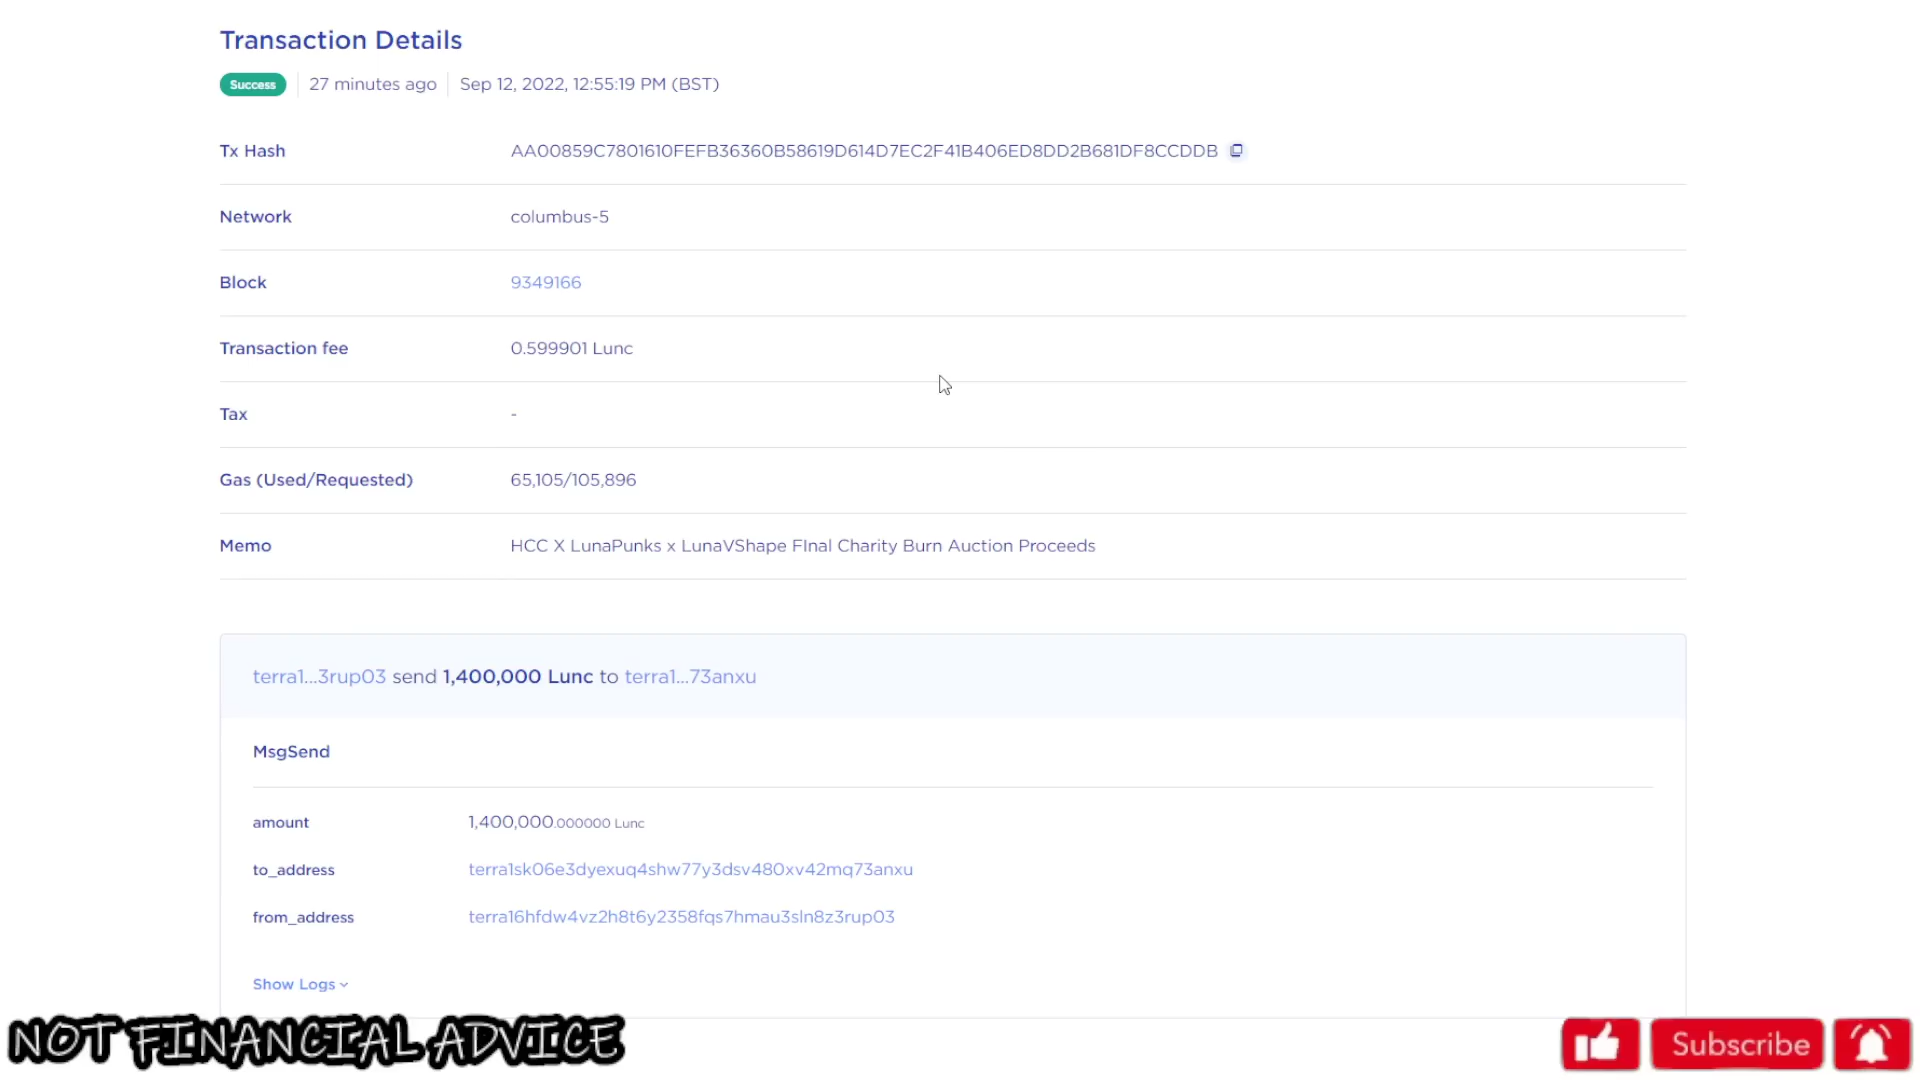 Transaction Details
Success 27 minutes ago Sep 12, 2022, 12:55:19 PM (BST)
Tx Hash AA00859C7801610FEFB36360B58619D614D7EC2F41B406ED8DD2B681DF8CCDDB
Network columbus-5
Block 9349166
Transaction fee 0.599901 Lunc
Tax -
Gas (Used/Requested) 65,105/105,896
Memo HCC X LunaPunks x LunaVShape FInal Charity Burn Auction Proceeds
terra1...3rup03 send 1,400,000 Lunc to terra1...73anxu
MsgSend
amount 1,400,000.000000 Lunc
to_address terra1sk06e3dyexuq4shw77y3dsv480xv42mq73anxu
from_address terra16hfdw4vz2h8t6y2358fqs7hmau3sln8z3rup03
Show Logs
NOT FINANCIAL ADVICE
Subscribe